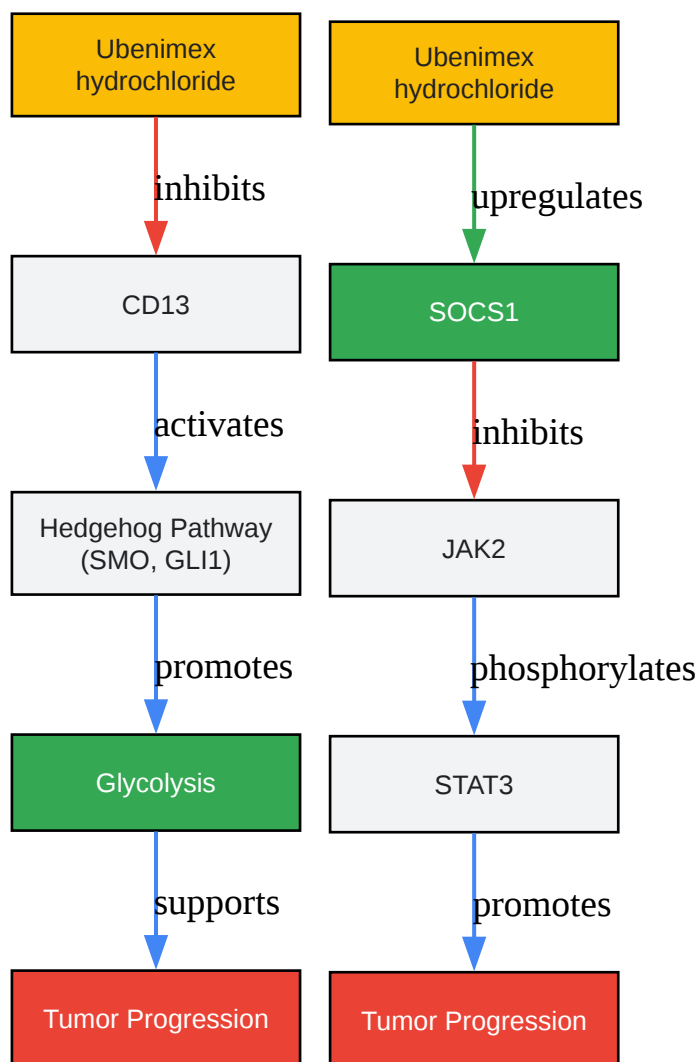 Ubenimex
hydrochloride
inhibits
CD13
activates
Hedgehog Pathway
(SMO, GLI1)
promotes
Glycolysis
supports
Tumor Progression
Ubenimex
hydrochloride
upregulates
SOCS1
inhibits
JAK2
phosphorylates
STAT3
promotes
Tumor Progression